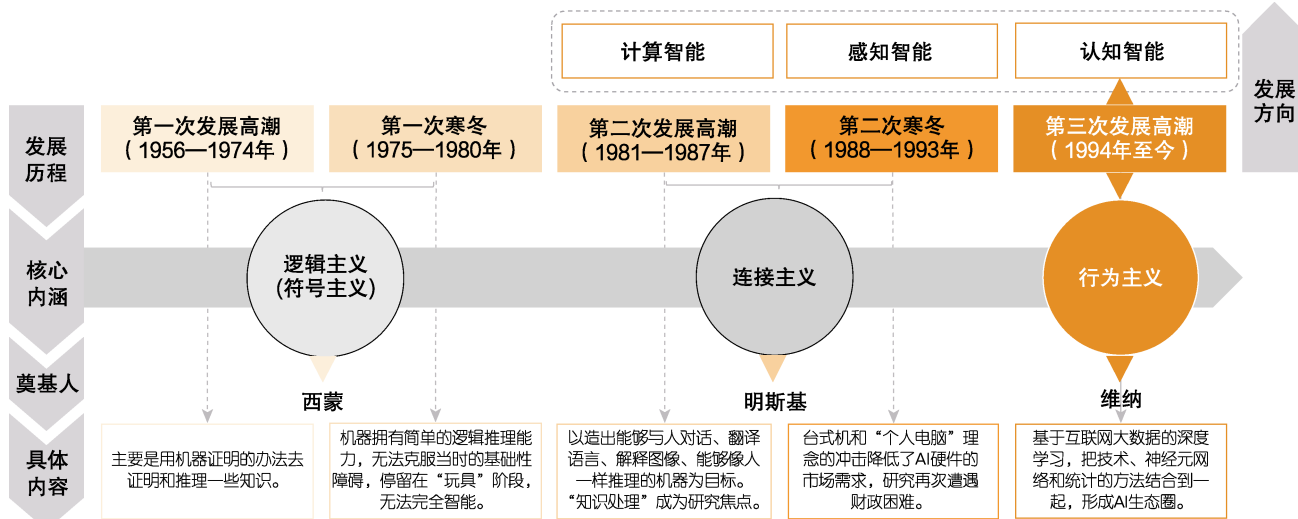 计算智能
感知智能
认知智能
发展
方向
发展
历程
第一次发展高潮
（1956—1974年）
第一次寒冬
（1975—1980年）
第二次发展高潮
（1981—1987年）
第二次寒冬
（1988—1993年）
第三次发展高潮
（1994年至今）
核心
内涵
逻辑主义
(符号主义)
连接主义
行为主义
奠基人
西蒙
明斯基
维纳
具体
内容
主要是用机器证明的办法去
证明和推理一些知识。
机器拥有简单的逻辑推理能
力，无法克服当时的基础性
障碍，停留在“玩具”阶段，
无法完全智能。
以造出能够与人对话、翻译
语言、解释图像、能够像人
一样推理的机器为目标。
“知识处理”成为研究焦点。
台式机和“个人电脑”理
念的冲击降低了AI硬件的
市场需求，研究再次遭遇
财政困难。
基于互联网大数据的深度
学习，把技术、神经元网
络和统计的方法结合到一
起，形成AI生态圈。